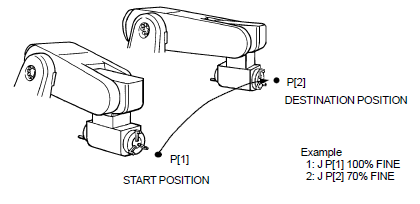 P[2]
DESTINATION POSITION
P[1]
START POSITION
Example
1: J P[1] 100% FINE
2: J P[2] 70% FINE